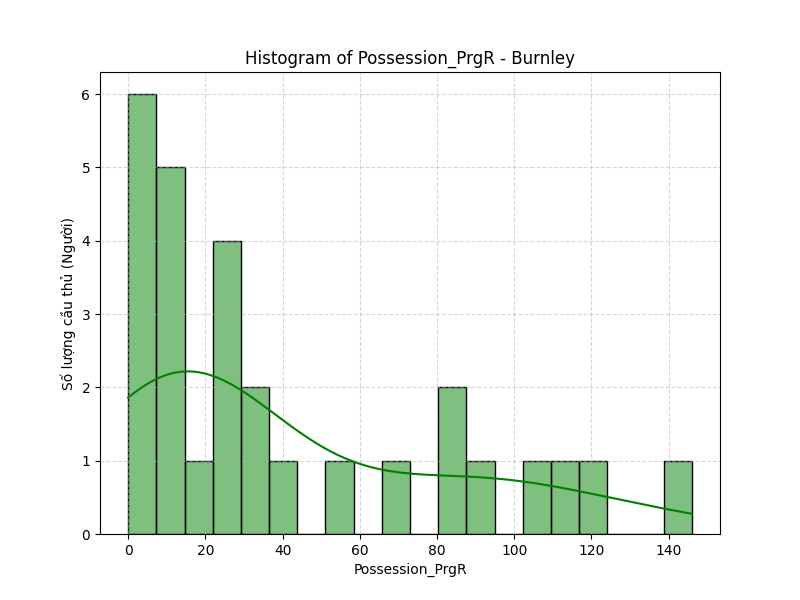 Histogram of Possession_PrgR - Burnley
Số lượng cầu thủ (Người)
6
5
4
3
2
1
0
0 20 40 60 80 100 120 140
Possession_PrgR